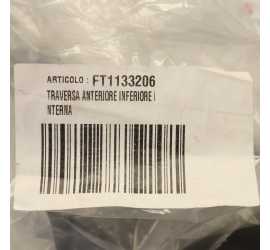 ARTICOLO : FT1133206
TRAVERSA ANTERIORE INFERIORE I
NTERNA